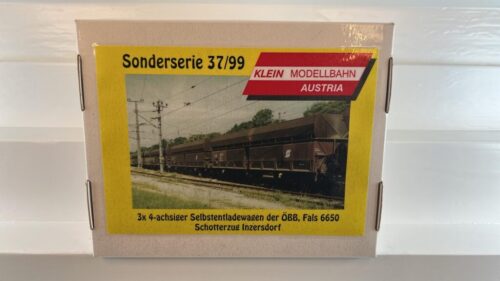 Sonderserie 37/99
KLEIN MODELLBAHN
AUSTRIA
3x 4-achsiger Selbstentladewagen der ÖBB, Fals 6650
Schotterzug Inzersdorf